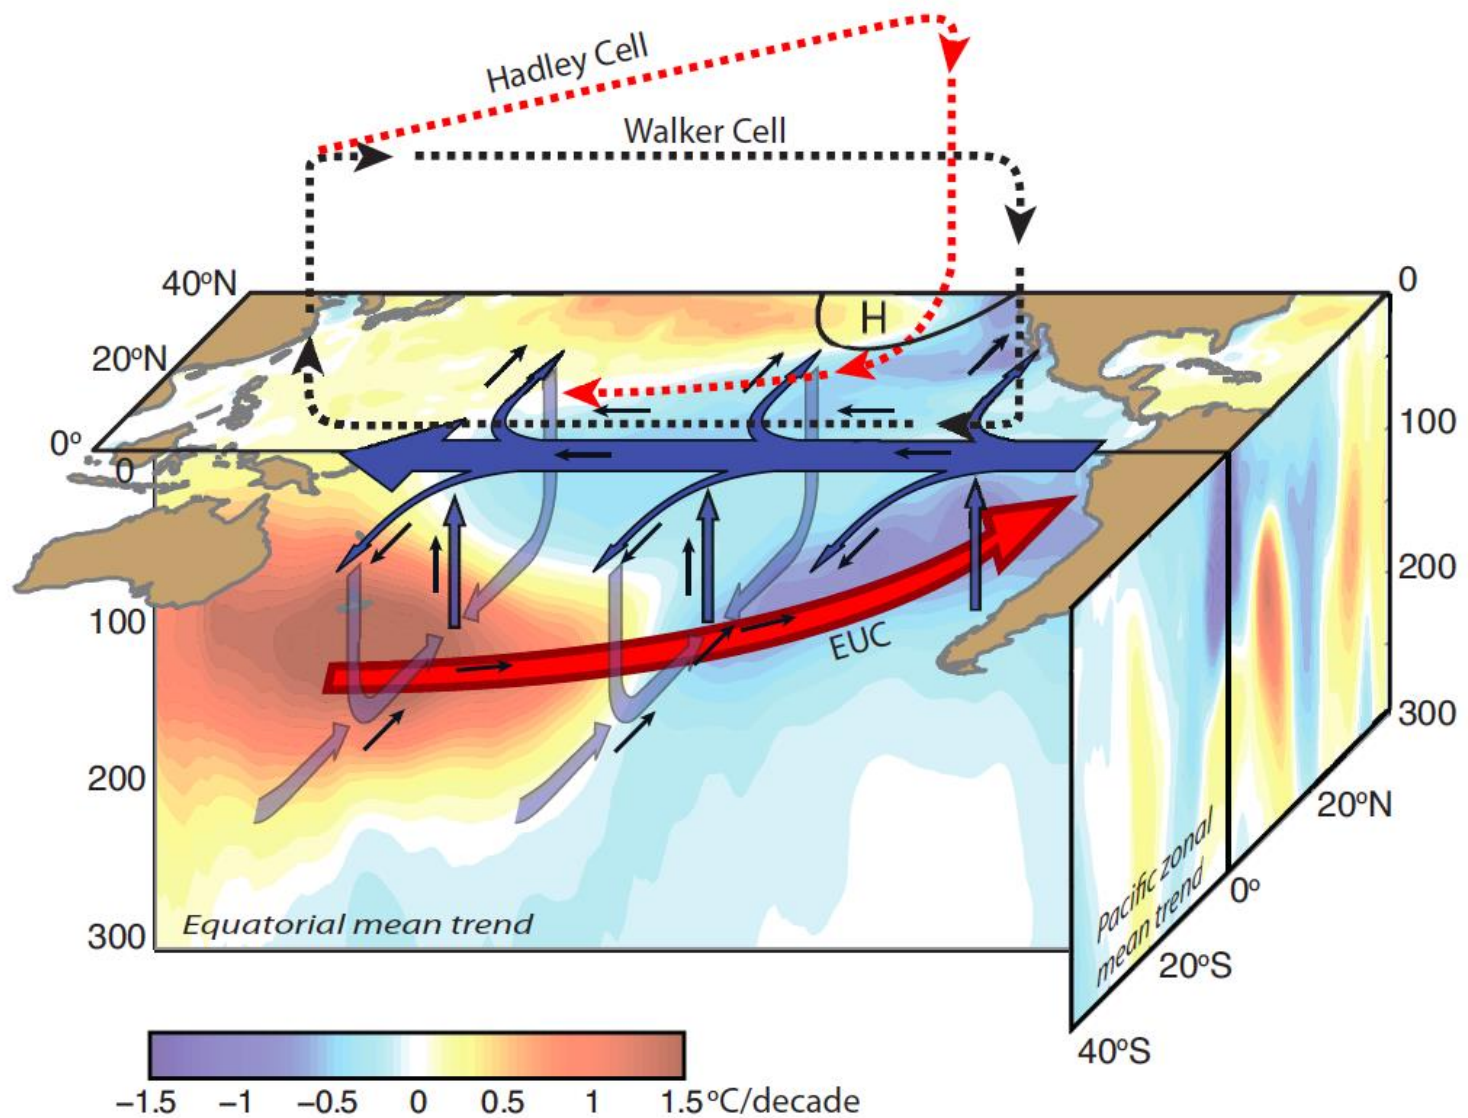 Hadley Cell
Walker Cell
40ºN
0
H
20ºN
0º
0
100
100
200
EUC
200
300
20ºN
0º
Pacific zonal
mean trend
Equatorial mean trend
300
20ºS
40ºS
−1.5 −1 −0.5 0 0.5 1 1.5 ºC/decade